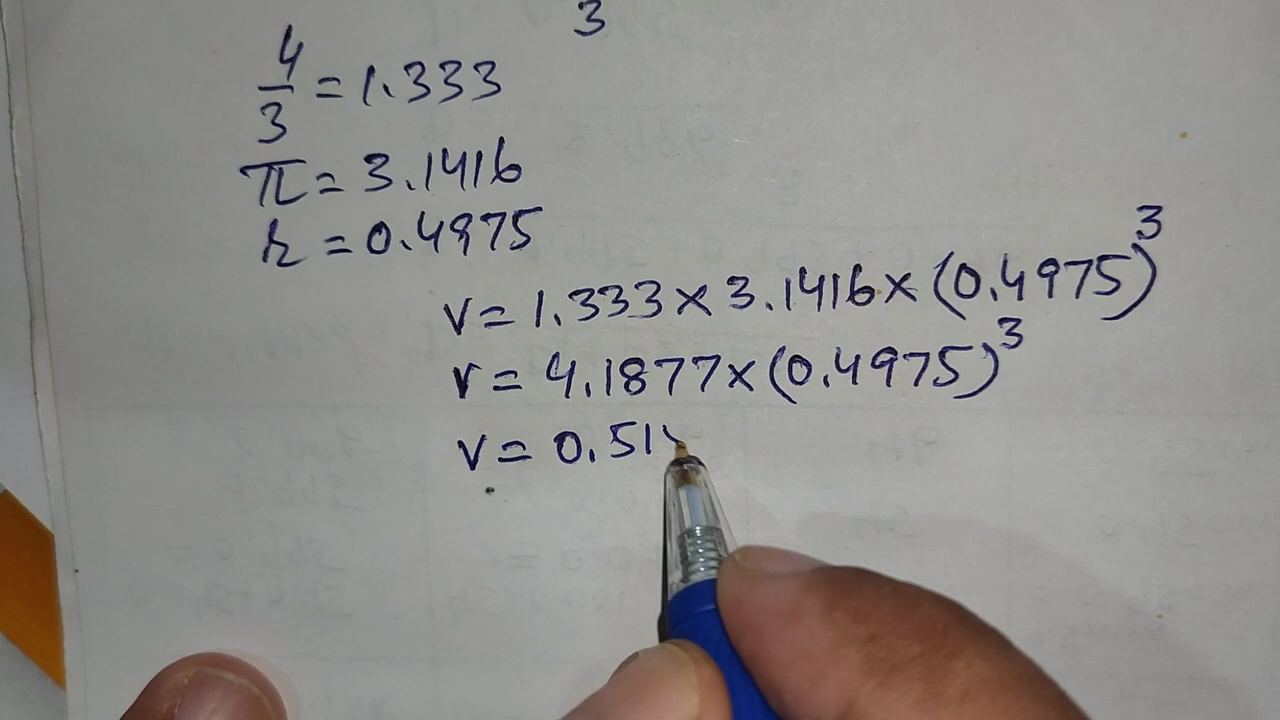 3
4/3 = 1.333
π = 3.1416
r = 0.4975
V = 1.333 × 3.1416 × (0.4975)³
V = 4.1877 × (0.4975)³
V = 0.51